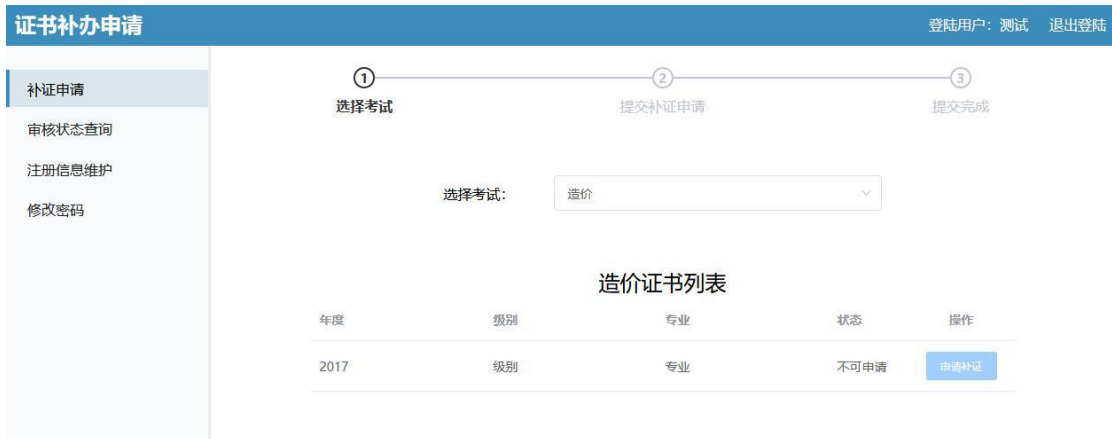 证书补办申请
登陆用户：测试 退出登陆
补证申请
审核状态查询
注册信息维护
修改密码
1 2 3
选择考试 提交补证申请 提交完成
选择考试： 造价
造价证书列表
年度 级别 专业 状态 操作
2017 级别 专业 不可申请 申请补证